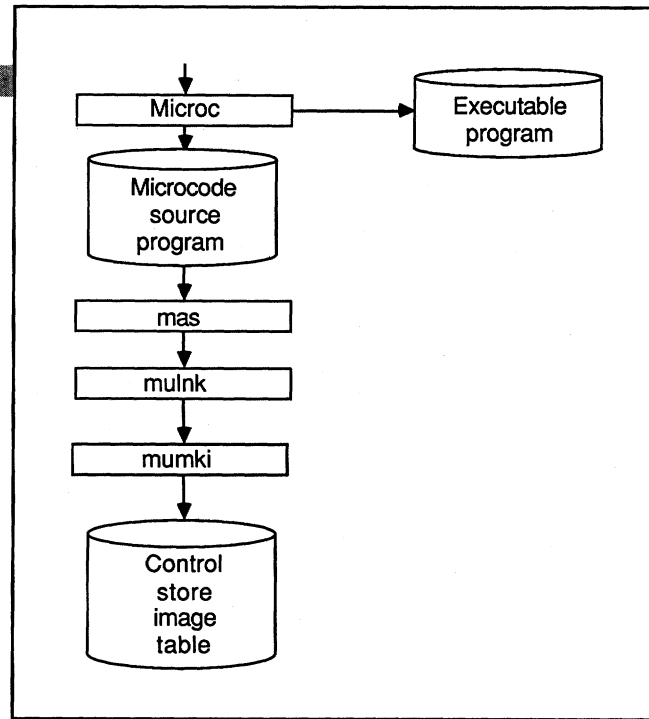 Microc
Executable
program
Microcode
source
program
mas
mulnk
mumki
Control
store
image
table